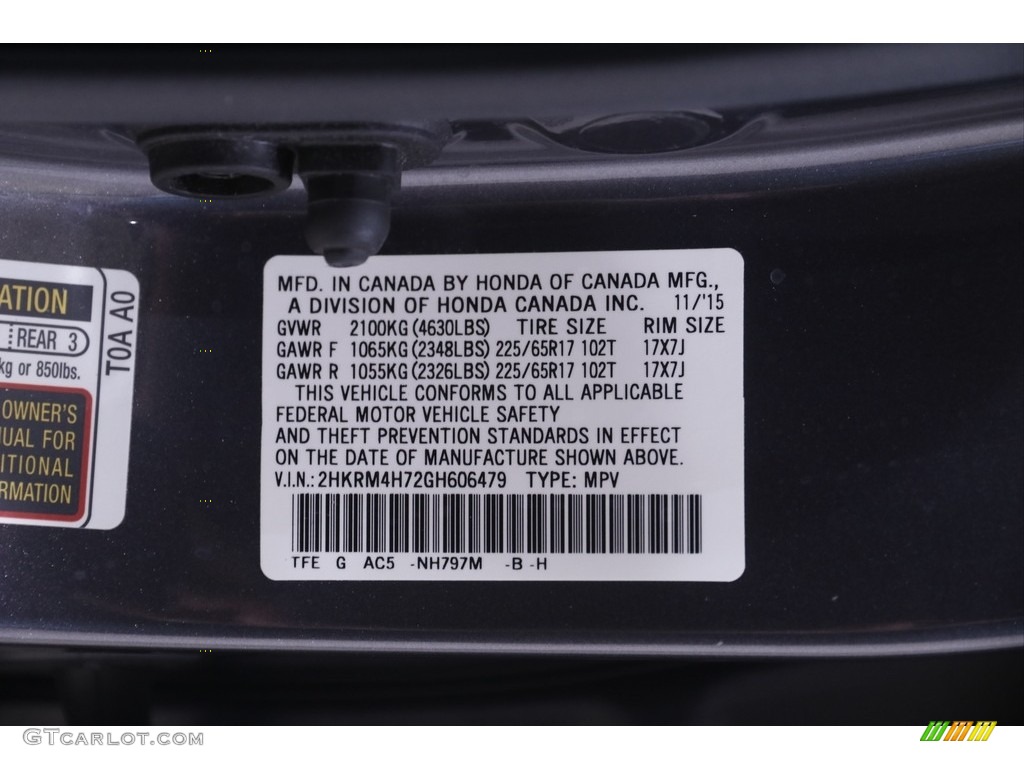 ATION
REAR 3
kg or 850lbs.
OWNER'S
UAL FOR
ITIONAL
RMATION
T0A A0
MFD. IN CANADA BY HONDA OF CANADA MFG.,
A DIVISION OF HONDA CANADA INC. 11/'15
GVWR 2100KG (4630LBS) TIRE SIZE RIM SIZE
GAWR F 1065KG (2348LBS) 225/65R17 102T 17X7J
GAWR R 1055KG (2326LBS) 225/65R17 102T 17X7J
THIS VEHICLE CONFORMS TO ALL APPLICABLE
FEDERAL MOTOR VEHICLE SAFETY
AND THEFT PREVENTION STANDARDS IN EFFECT
ON THE DATE OF MANUFACTURE SHOWN ABOVE.
V.I.N.: 2HKRM4H72GH606479 TYPE: MPV
TFE G AC5 -NH797M -B -H
GTCarlot.com